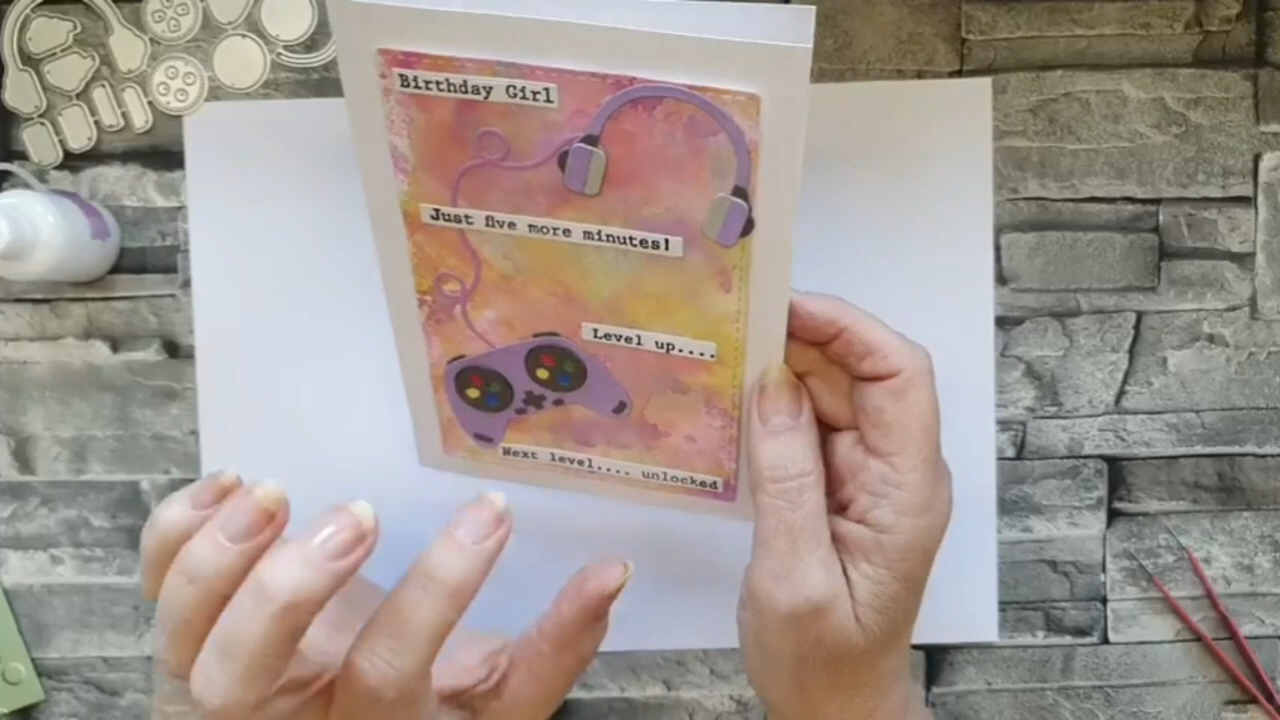 Birthday Girl
Just five more minutes!
Level up....
Next level.... unlocked